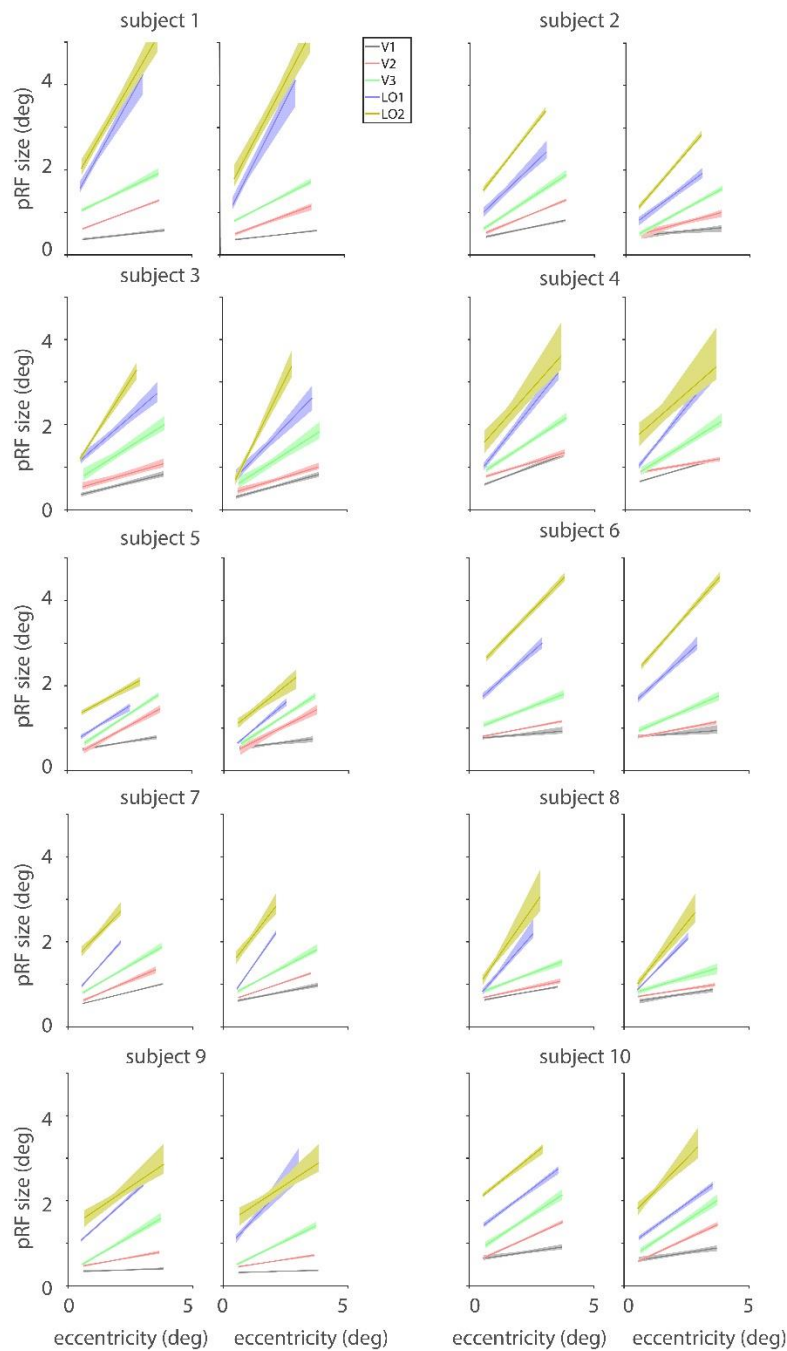 subject 1
subject 2
V1
V2
V3
LO1
LO2
pRF size (deg)
4
2
0
subject 3
subject 4
pRF size (deg)
4
2
0
subject 5
subject 6
pRF size (deg)
4
2
0
subject 7
subject 8
pRF size (deg)
4
2
0
subject 9
subject 10
pRF size (deg)
4
2
0
0 5 0 5 0 5 0 5
eccentricity (deg) eccentricity (deg) eccentricity (deg) eccentricity (deg)